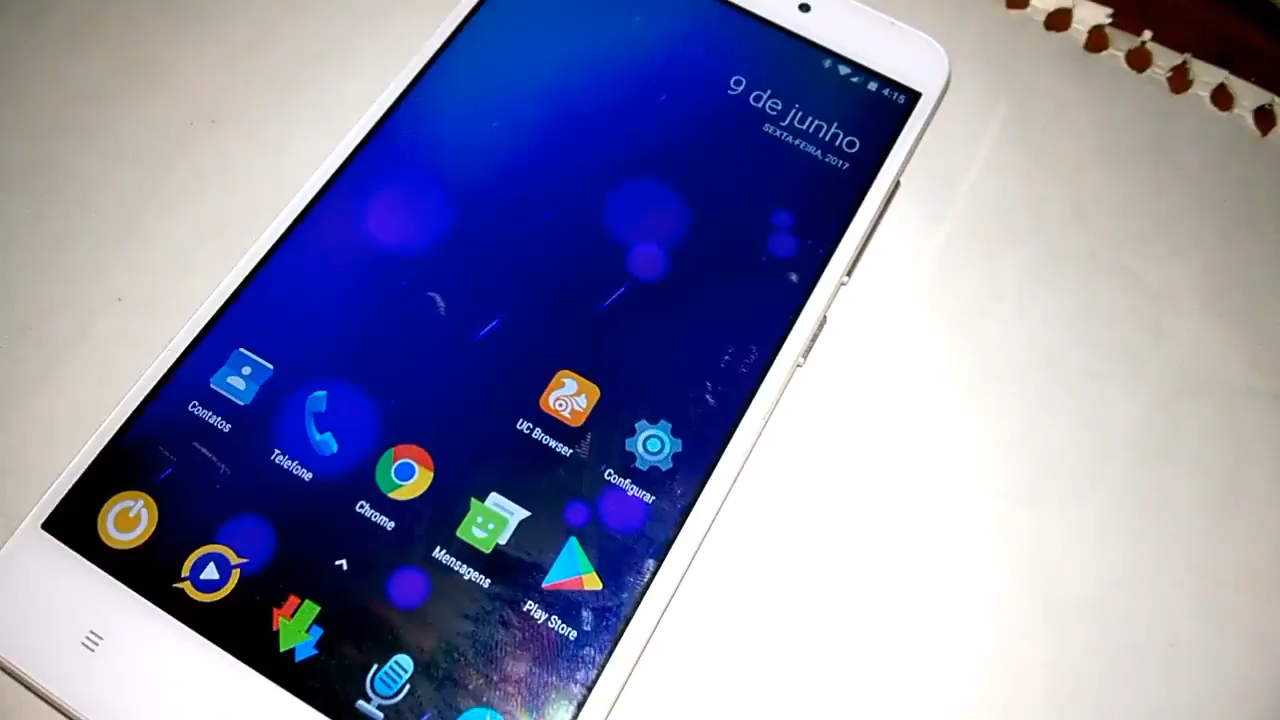 4:15
9 de junho
SEXTA-FEIRA, 2017
Contatos
Telefone
Chrome
Mensagens
Play Store
UC Browser
Configurar